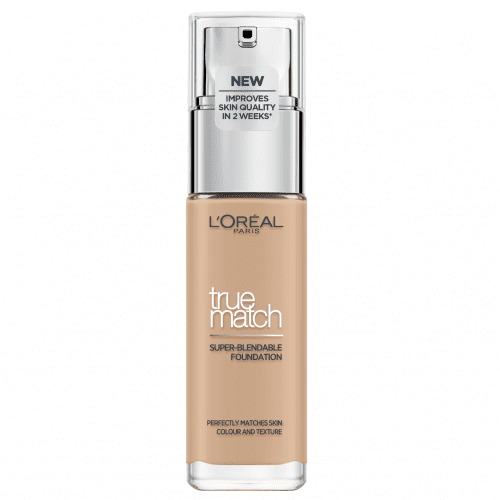 NEW
IMPROVES
SKIN QUALITY
IN 2 WEEKS*
L'ORÉAL
PARIS
true
match
SUPER-BLENDABLE
FOUNDATION
PERFECTLY MATCHES SKIN
COLOUR AND TEXTURE